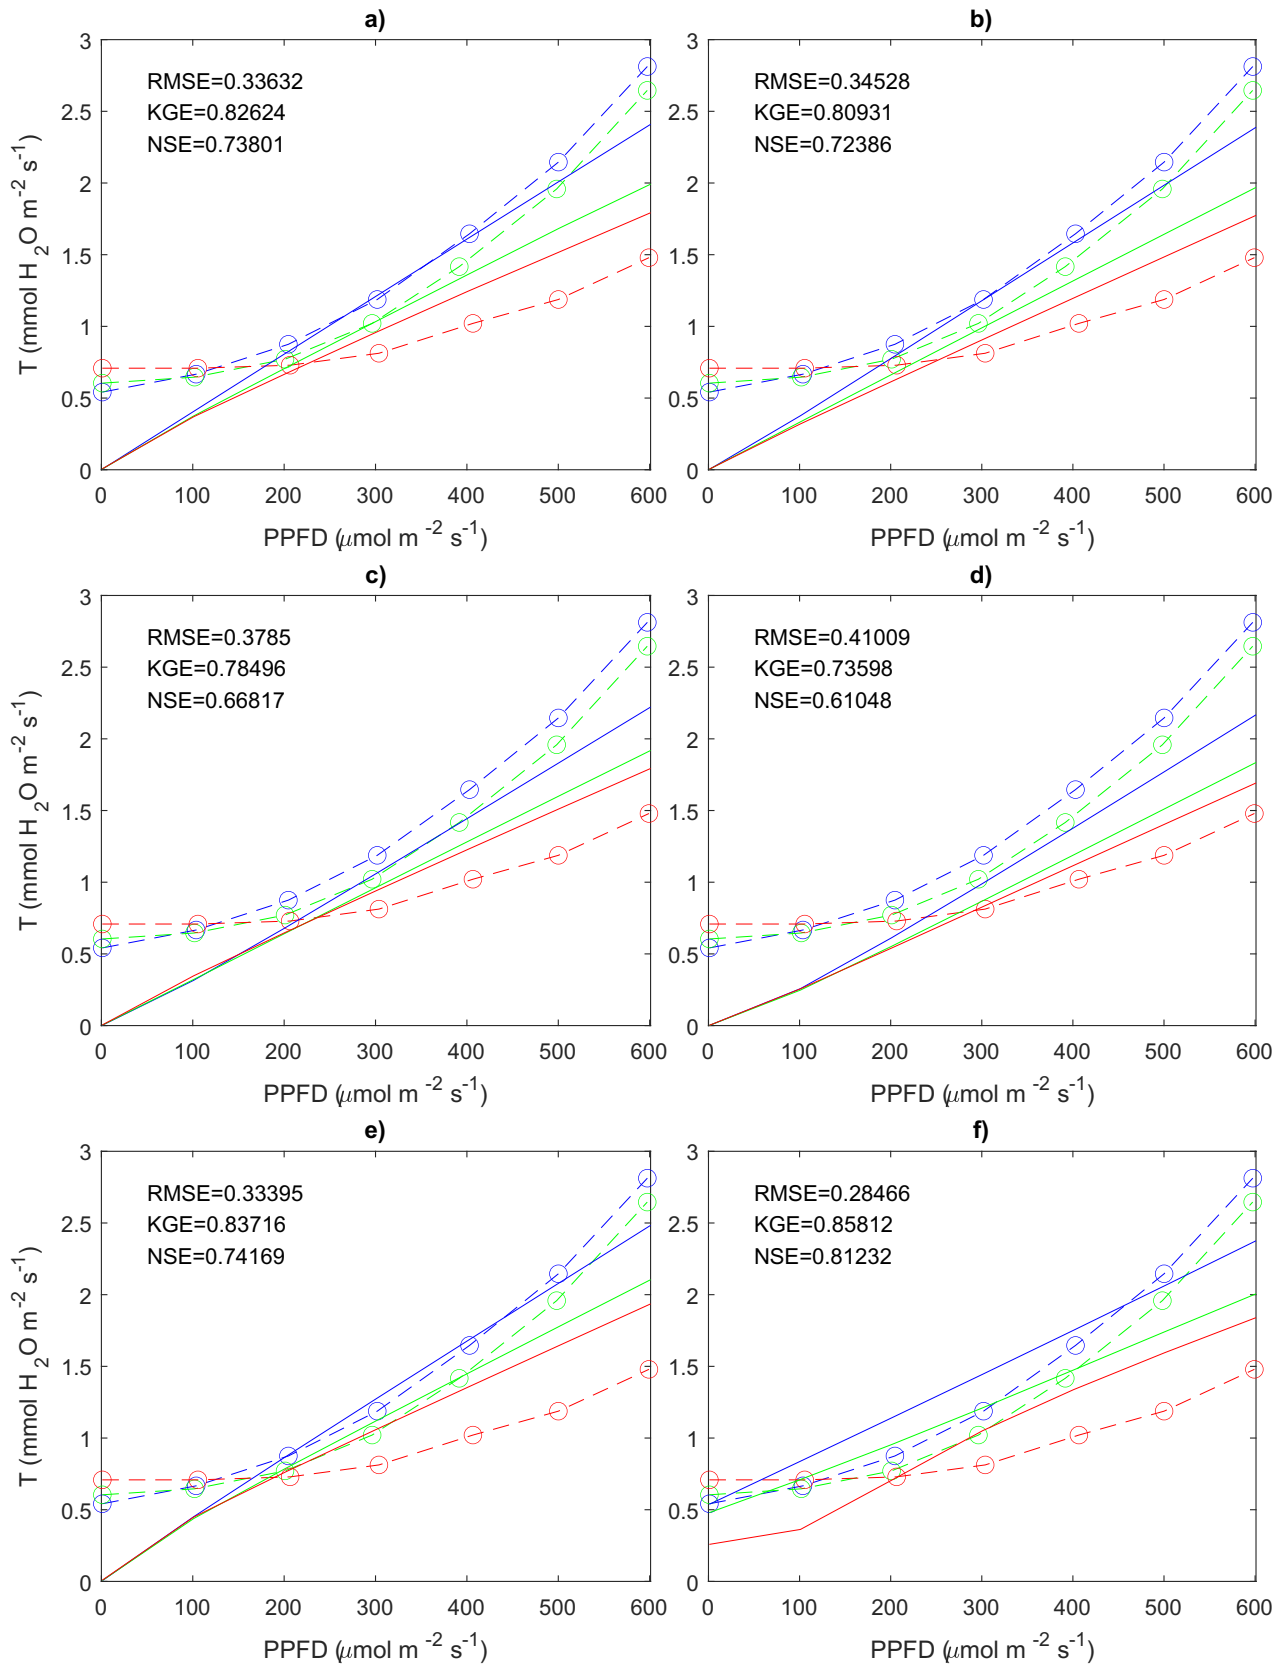 a)
RMSE=0.33632
KGE=0.82624
NSE=0.73801
3
2.5
2
1.5
1
0.5
0
T (mmol H2O m-2 s-1)
0 100 200 300 400 500 600
PPFD (μmol m -2 s-1)
b)
RMSE=0.34528
KGE=0.80931
NSE=0.72386
3
2.5
2
1.5
1
0.5
0
0 100 200 300 400 500 600
PPFD (μmol m -2 s-1)
c)
RMSE=0.3785
KGE=0.78496
NSE=0.66817
3
2.5
2
1.5
1
0.5
0
T (mmol H2O m-2 s-1)
0 100 200 300 400 500 600
PPFD (μmol m -2 s-1)
d)
RMSE=0.41009
KGE=0.73598
NSE=0.61048
3
2.5
2
1.5
1
0.5
0
0 100 200 300 400 500 600
PPFD (μmol m -2 s-1)
e)
RMSE=0.33395
KGE=0.83716
NSE=0.74169
3
2.5
2
1.5
1
0.5
0
T (mmol H2O m-2 s-1)
0 100 200 300 400 500 600
PPFD (μmol m -2 s-1)
f)
RMSE=0.28466
KGE=0.85812
NSE=0.81232
3
2.5
2
1.5
1
0.5
0
0 100 200 300 400 500 600
PPFD (μmol m -2 s-1)